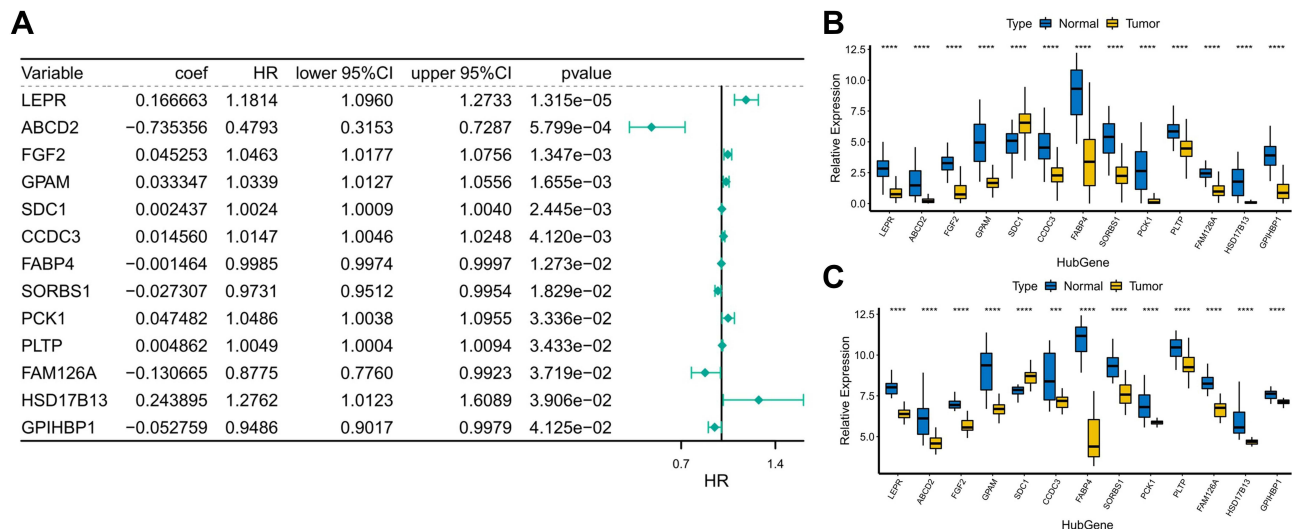 A
Variable coef HR lower 95%CI upper 95%CI pvalue
LEPR 0.166663 1.1814 1.0960 1.2733 1.315e−05
ABCD2 −0.735356 0.4793 0.3153 0.7287 5.799e−04
FGF2 0.045253 1.0463 1.0177 1.0756 1.347e−03
GPAM 0.033347 1.0339 1.0127 1.0556 1.655e−03
SDC1 0.002437 1.0024 1.0009 1.0040 2.445e−03
CCDC3 0.014560 1.0147 1.0046 1.0248 4.120e−03
FABP4 −0.001464 0.9985 0.9974 0.9997 1.273e−02
SORBS1 −0.027307 0.9731 0.9512 0.9954 1.829e−02
PCK1 0.047482 1.0486 1.0038 1.0955 3.336e−02
PLTP 0.004862 1.0049 1.0004 1.0094 3.433e−02
FAM126A −0.130665 0.8775 0.7760 0.9923 3.719e−02
HSD17B13 0.243895 1.2762 1.0123 1.6089 3.906e−02
GPIHBP1 −0.052759 0.9486 0.9017 0.9979 4.125e−02
0.7 1.4
HR
B
Type Normal Tumor
**** **** **** **** **** **** **** **** **** **** **** **** ****
Relative Expression
12.5
10.0
7.5
5.0
2.5
0.0
LEPR ABCD2 FGF2 GPAM SDC1 CCDC3 FABP4 SORBS1 PCK1 PLTP FAM126A HSD17B13 GPIHBP1
HubGene
C
Type Normal Tumor
**** **** **** **** **** *** **** **** **** **** **** **** ****
Relative Expression
12.5
10.0
7.5
5.0
LEPR ABCD2 FGF2 GPAM SDC1 CCDC3 FABP4 SORBS1 PCK1 PLTP FAM126A HSD17B13 GPIHBP1
HubGene